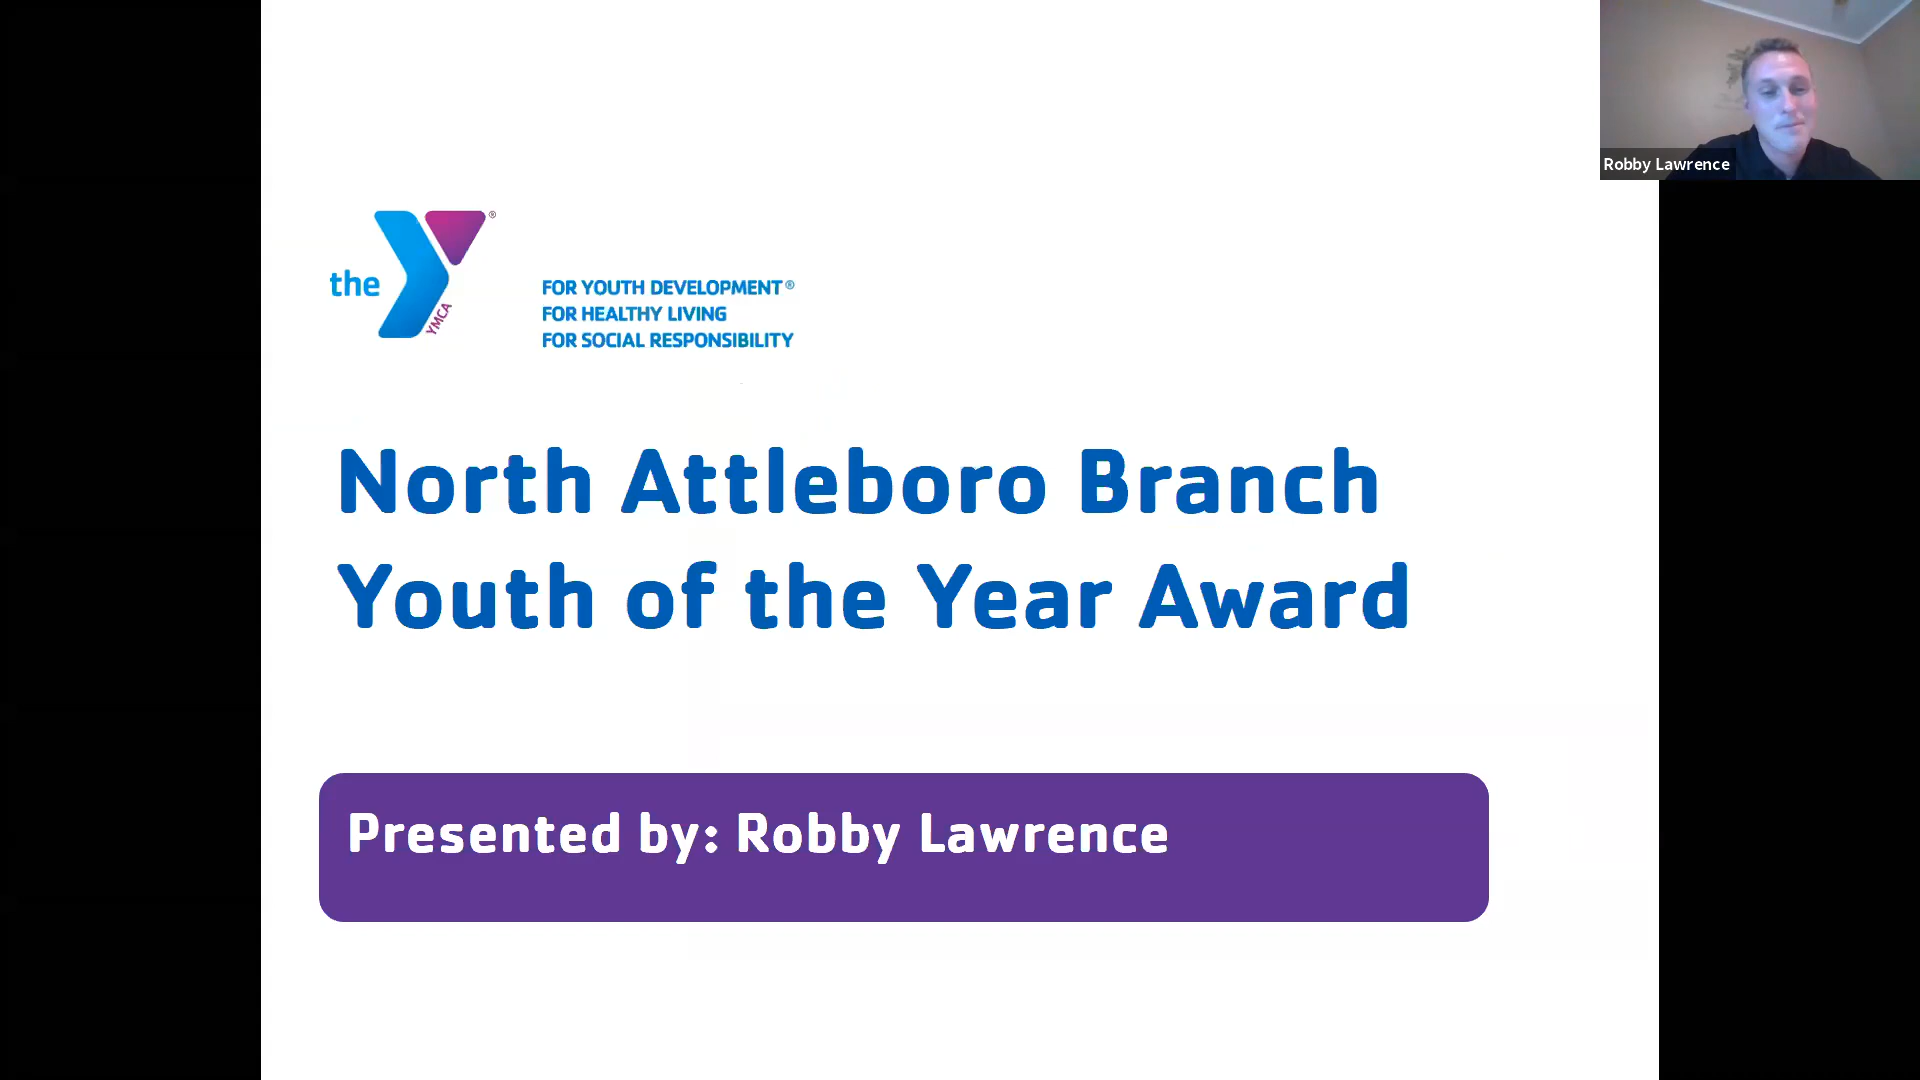 Robby Lawrence
the
YMCA
®
FOR YOUTH DEVELOPMENT®
FOR HEALTHY LIVING
FOR SOCIAL RESPONSIBILITY
North Attleboro Branch
Youth of the Year Award
Presented by: Robby Lawrence